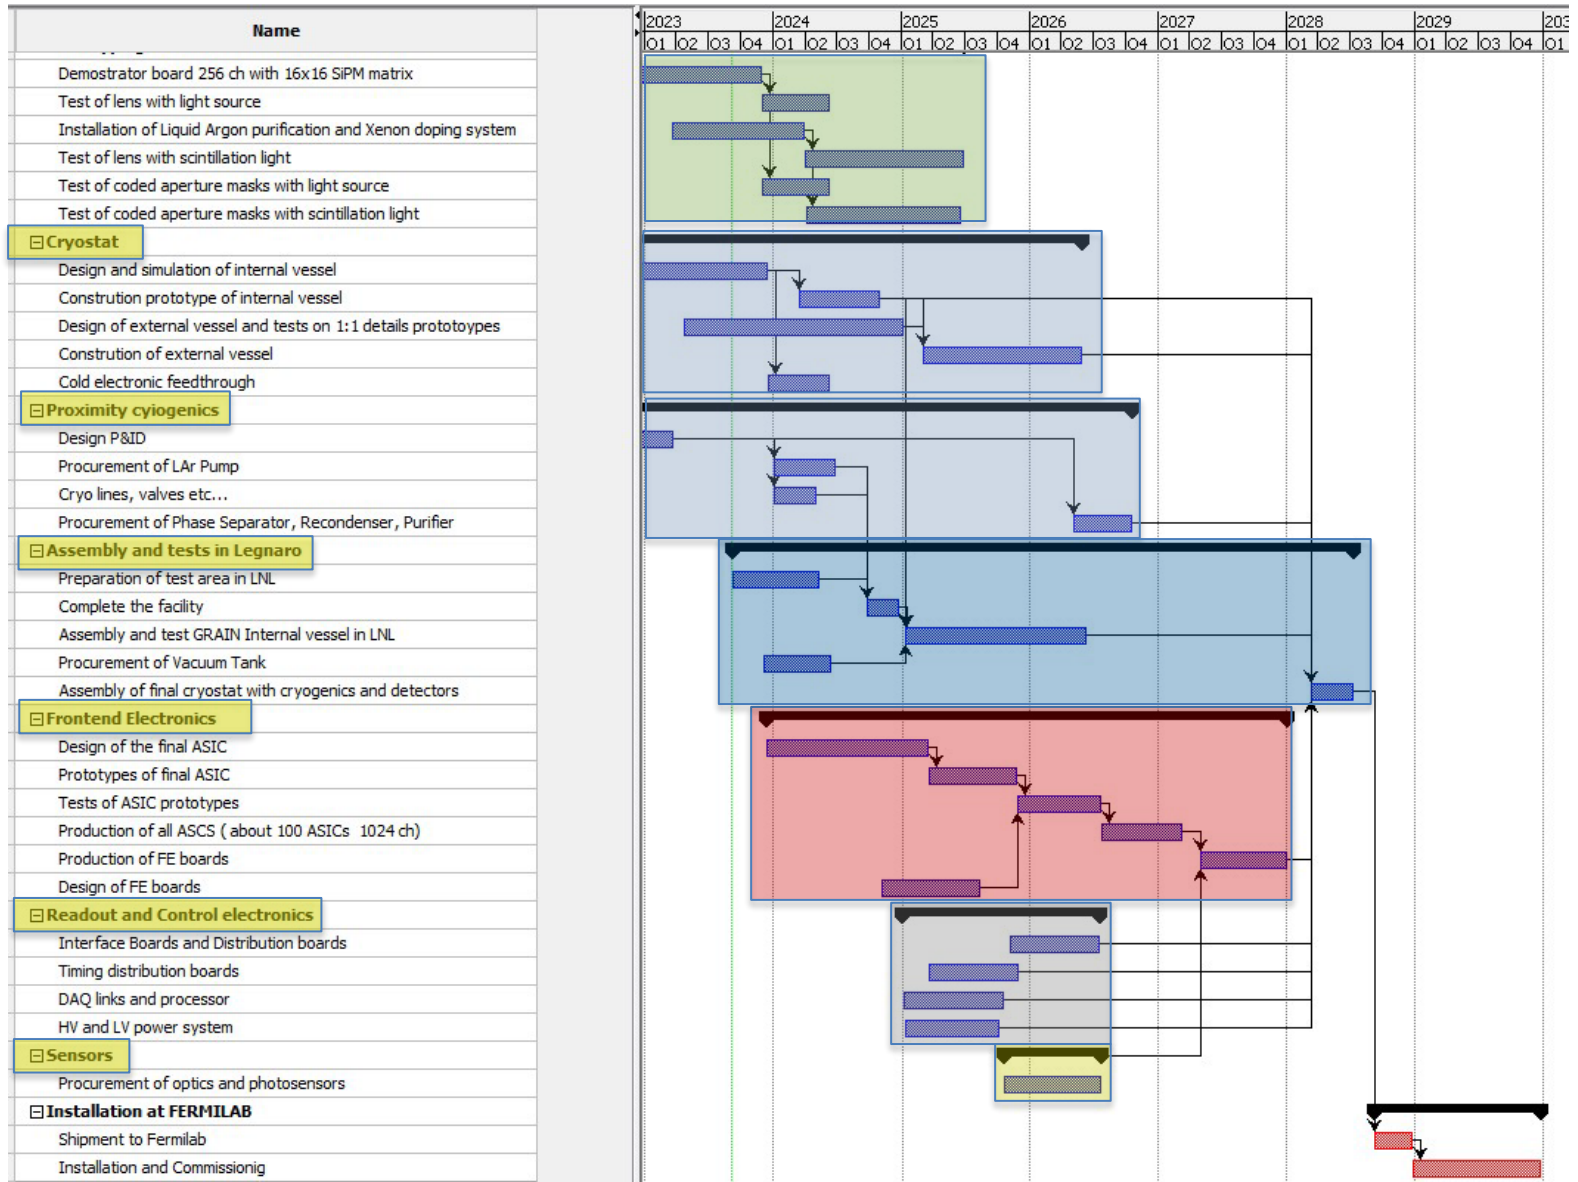 Name
2023 2024 2025 2026 2027 2028 2029 203
Q1 Q2 Q3 Q4 Q1 Q2 Q3 Q4 Q1 Q2 Q3 Q4 Q1 Q2 Q3 Q4 Q1 Q2 Q3 Q4 Q1 Q2 Q3 Q4 Q1 Q2 Q3 Q4 Q1
Demostrator board 256 ch with 16x16 SiPM matrix
Test of lens with light source
Installation of Liquid Argon purification and Xenon doping system
Test of lens with scintillation light
Test of coded aperture masks with light source
Test of coded aperture masks with scintillation light
Cryostat
Design and simulation of internal vessel
Constrution prototype of internal vessel
Design of external vessel and tests on 1:1 details prototoypes
Constrution of external vessel
Cold electronic feedthrough
Proximity cyiogenics
Design P&ID
Procurement of LAr Pump
Cryo lines, valves etc...
Procurement of Phase Separator, Recondenser, Purifier
Assembly and tests in Legnaro
Preparation of test area in LNL
Complete the facility
Assembly and test GRAIN Internal vessel in LNL
Procurement of Vacuum Tank
Assembly of final cryostat with cryogenics and detectors
Frontend Electronics
Design of the final ASIC
Prototypes of final ASIC
Tests of ASIC prototypes
Production of all ASCS ( about 100 ASICs 1024 ch)
Production of FE boards
Design of FE boards
Readout and Control electronics
Interface Boards and Distribution boards
Timing distribution boards
DAQ links and processor
HV and LV power system
Sensors
Procurement of optics and photosensors
Installation at FERMILAB
Shipment to Fermilab
Installation and Commissionig